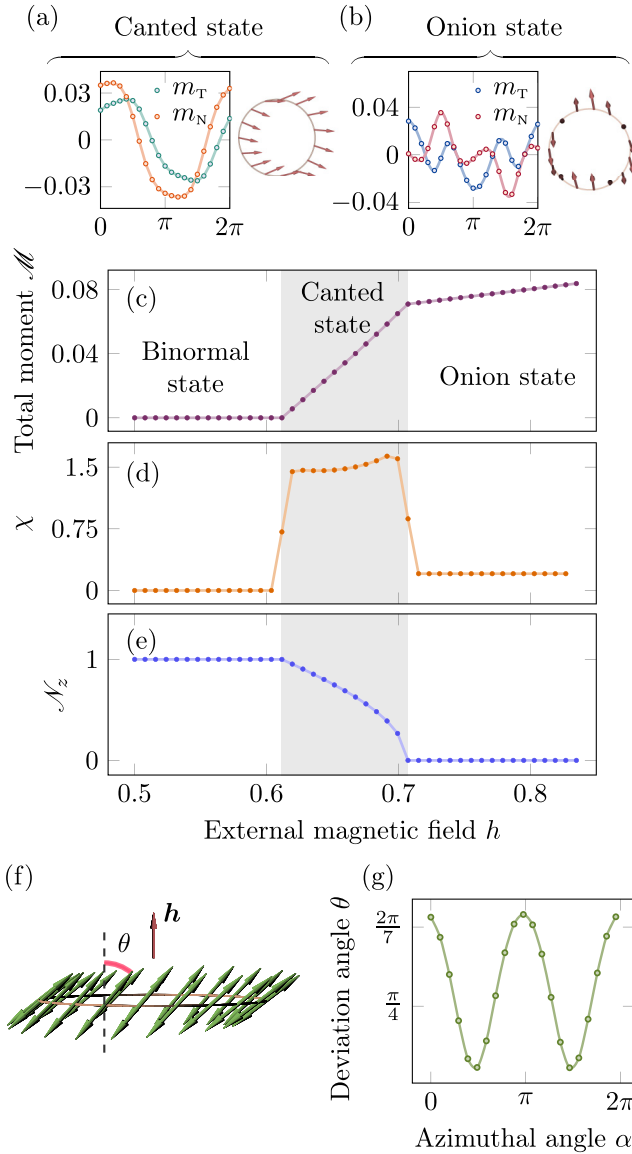 (a) Canted state
(b) Onion state
0.03
0
−0.03
0 π 2π
m_T
m_N
0.04
0
−0.04
0 π 2π
m_T
m_N
Total moment ℳ
0.08
0.04
0
(c)
Binormal
state
Canted
state
Onion state
χ
1.5
0.75
0
(d)
𝒩_z
1
0
(e)
0.5 0.6 0.7 0.8
External magnetic field h
(f)
h
θ
(g)
Deviation angle θ
2π/7
π/4
0 π 2π
Azimuthal angle α